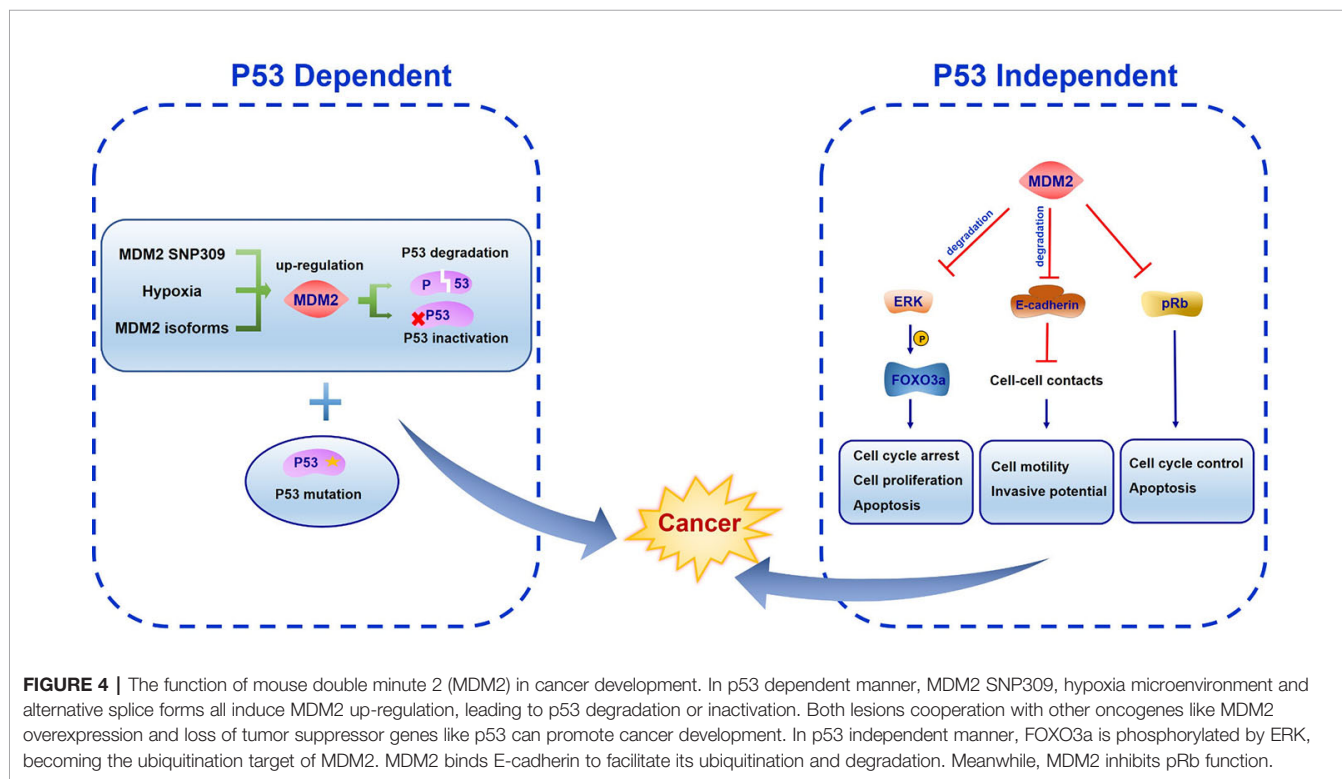 P53 Dependent
MDM2 SNP309
Hypoxia
MDM2 isoforms
up-regulation
MDM2
P53 degradation
P 53
P53
P53 inactivation
P53
P53 mutation
Cancer
P53 Independent
MDM2
degradation
degradation
ERK
E-cadherin
pRb
P
FOXO3a
Cell-cell contacts
Cell cycle arrest
Cell proliferation
Apoptosis
Cell motility
Invasive potential
Cell cycle control
Apoptosis
FIGURE 4 | The function of mouse double minute 2 (MDM2) in cancer development. In p53 dependent manner, MDM2 SNP309, hypoxia microenvironment and
alternative splice forms all induce MDM2 up-regulation, leading to p53 degradation or inactivation. Both lesions cooperation with other oncogenes like MDM2
overexpression and loss of tumor suppressor genes like p53 can promote cancer development. In p53 independent manner, FOXO3a is phosphorylated by ERK,
becoming the ubiquitination target of MDM2. MDM2 binds E-cadherin to facilitate its ubiquitination and degradation. Meanwhile, MDM2 inhibits pRb function.